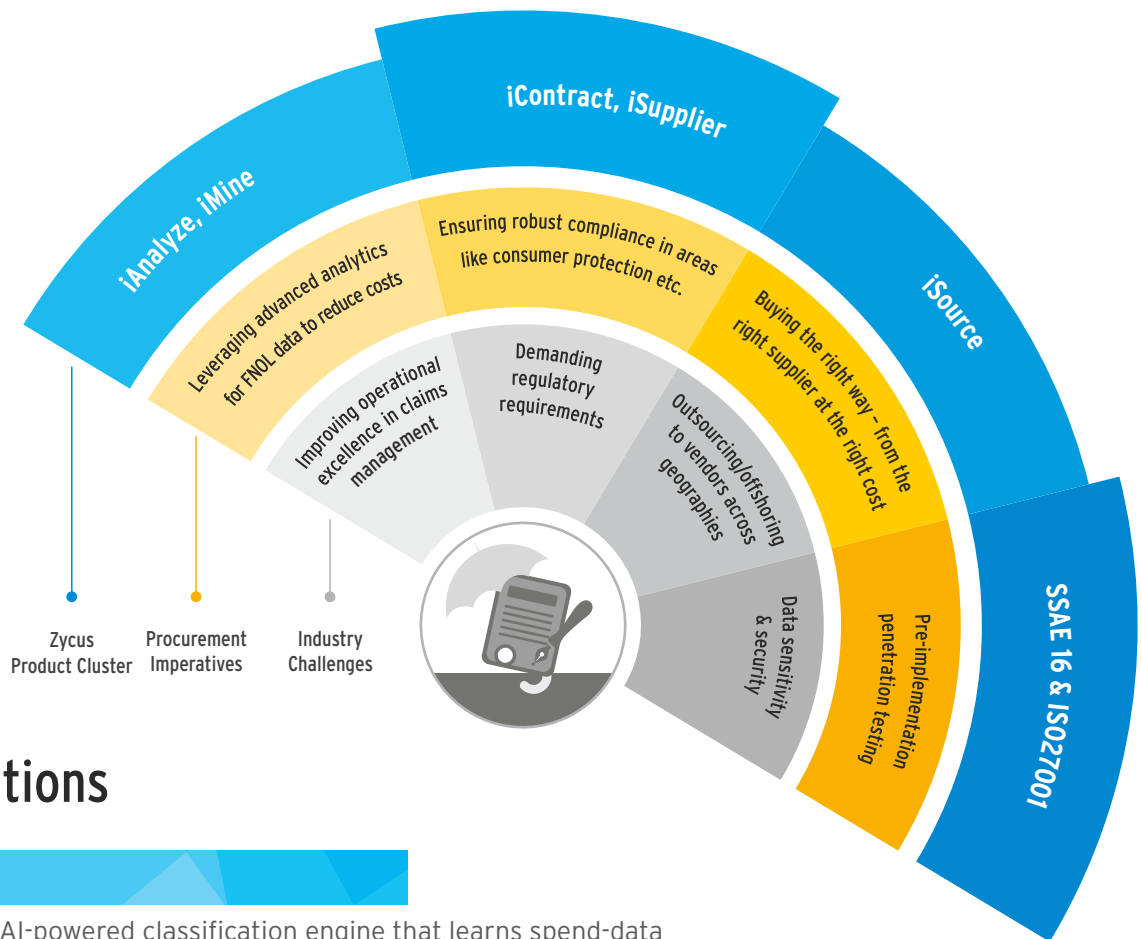 iContract, iSupplier
iAnalyze, iMine
iSource
SSAE 16 & ISO27001
Leveraging advanced analytics
for FNOL data to reduce costs
Ensuring robust compliance in areas
like consumer protection etc.
Buying the right way – from the
right supplier at the right cost
Pre-implementation
penetration testing
Improving operational
excellence in claims
management
Demanding
regulatory
requirements
Outsourcing/offshoring
to vendors across
geographies
Data sensitivity
& security
Zycus
Product Cluster
Procurement
Imperatives
Industry
Challenges
tions
AI-powered classification engine that learns spend-data